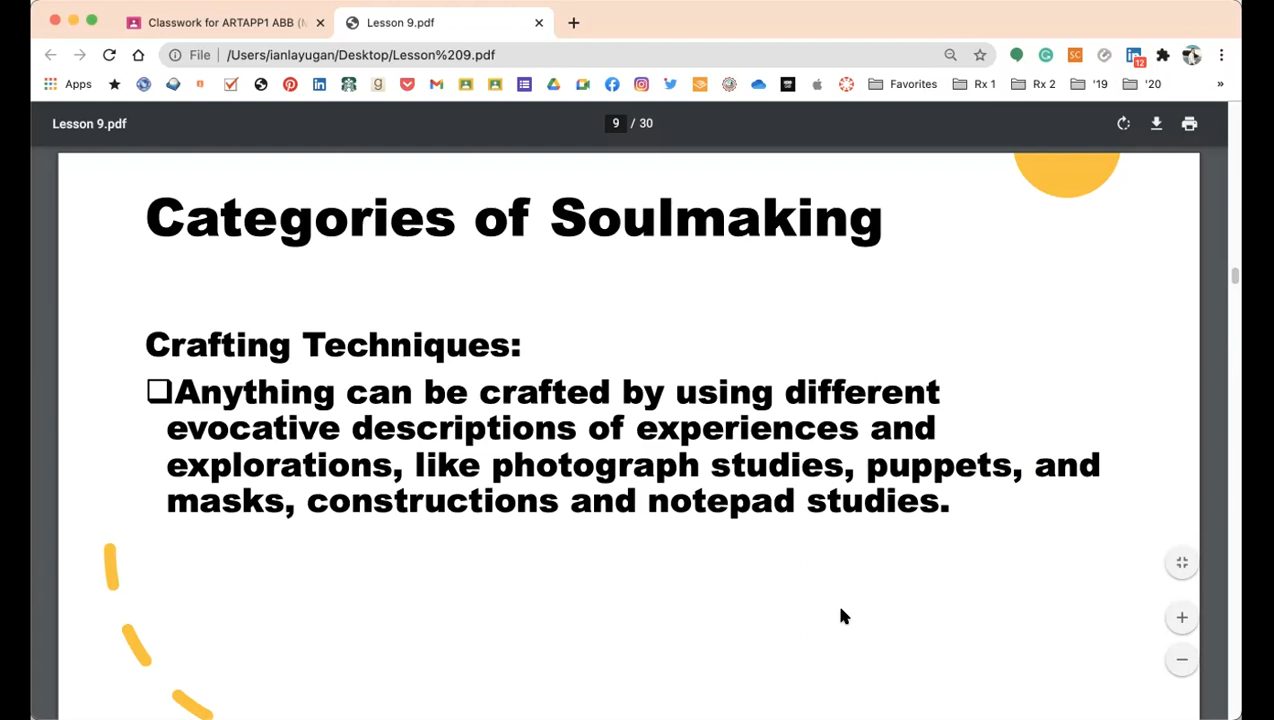 Classwork for ARTAPP1 ABB (
Lesson 9.pdf
File /Users/ianlayugan/Desktop/Lesson%209.pdf
12
Apps
Favorites
Rx 1
Rx 2
'19
'20
»
Lesson 9.pdf
9 / 30
Categories of Soulmaking
Crafting Techniques:
Anything can be crafted by using different
evocative descriptions of experiences and
explorations, like photograph studies, puppets, and
masks, constructions and notepad studies.